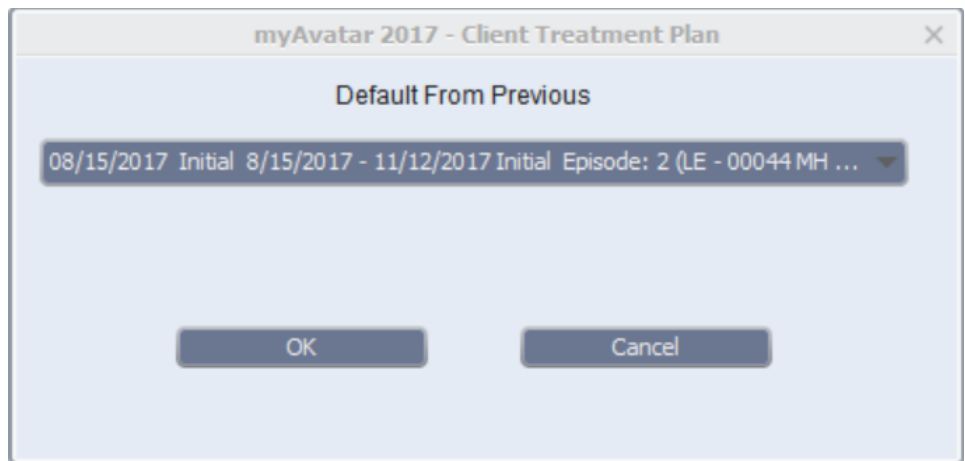 myAvatar 2017 - Client Treatment Plan
Default From Previous
08/15/2017 Initial 8/15/2017 - 11/12/2017 Initial Episode: 2 (LE - 00044 MH ...
OK
Cancel